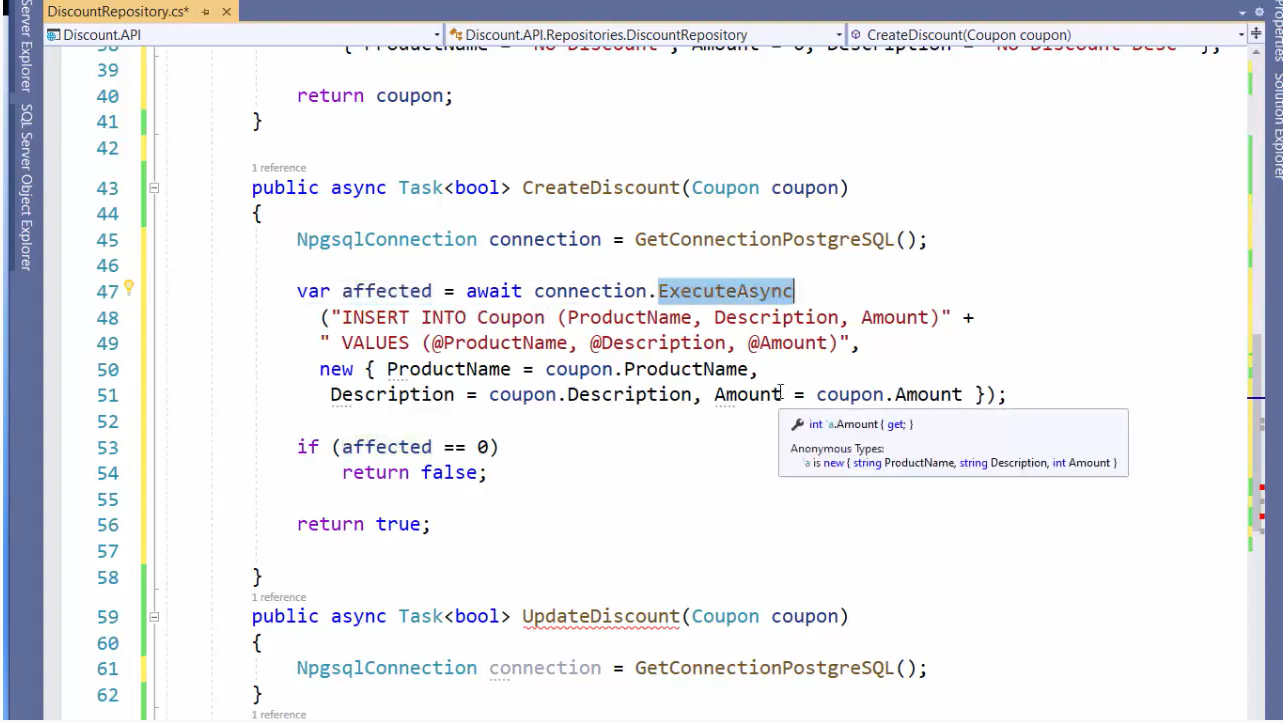 DiscountRepository.cs*
Discount.API
Discount.API.Repositories.DiscountRepository
CreateDiscount(Coupon coupon)
Server Explorer
SQL Server Object Explorer
Properties
Solution Explorer
38 { ProductName = "No Discount", Amount = 0, Description = "No Discount Desc" };
39
40 return coupon;
41 }
42
1 reference
43 public async Task<bool> CreateDiscount(Coupon coupon)
44 {
45 NpgsqlConnection connection = GetConnectionPostgreSQL();
46
47 var affected = await connection.ExecuteAsync
48 ("INSERT INTO Coupon (ProductName, Description, Amount)" +
49 " VALUES (@ProductName, @Description, @Amount)",
50 new { ProductName = coupon.ProductName,
51 Description = coupon.Description, Amount = coupon.Amount });
int 'a.Amount { get; }
Anonymous Types:
'a is new { string ProductName, string Description, int Amount }
52
53 if (affected == 0)
54 return false;
55
56 return true;
57
58 }
1 reference
59 public async Task<bool> UpdateDiscount(Coupon coupon)
60 {
61 NpgsqlConnection connection = GetConnectionPostgreSQL();
62 }
1 reference